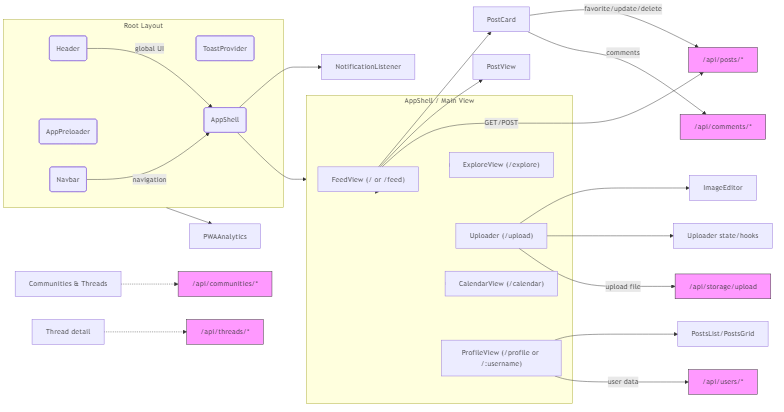 Root Layout
Header
global UI
ToastProvider
AppShell
AppPreloader
Navbar
navigation
NotificationListener
PWAAnalytics
Communities & Threads
/api/communities/*
Thread detail
/api/threads/*
PostCard
PostView
favorite/update/delete
comments
/api/posts/*
/api/comments/*
AppShell / Main View
GET/POST
FeedView (/ or /feed)
ExploreView (/explore)
Uploader (/upload)
CalendarView (/calendar)
ProfileView (/profile or
/:username)
ImageEditor
Uploader state/hooks
upload file
/api/storage/upload
PostsList/PostsGrid
user data
/api/users/*